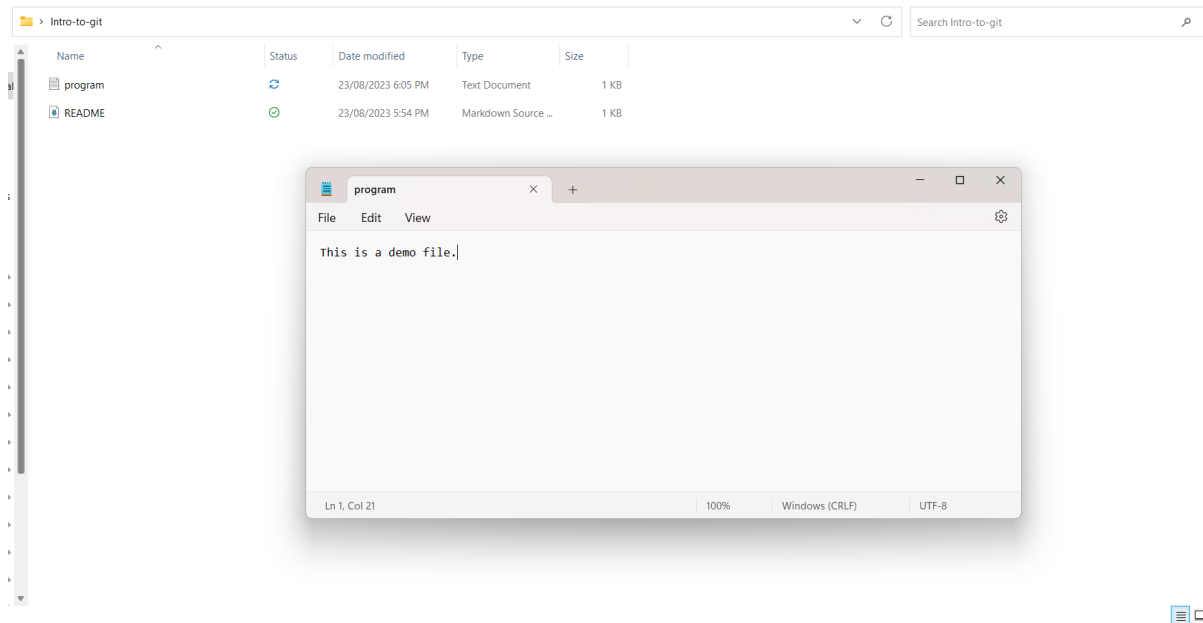 Intro-to-git
Search Intro-to-git
Name Status Date modified Type Size
program 23/08/2023 6:05 PM Text Document 1 KB
README 23/08/2023 5:54 PM Markdown Source ... 1 KB
program
File Edit View
This is a demo file.
Ln 1, Col 21 100% Windows (CRLF) UTF-8